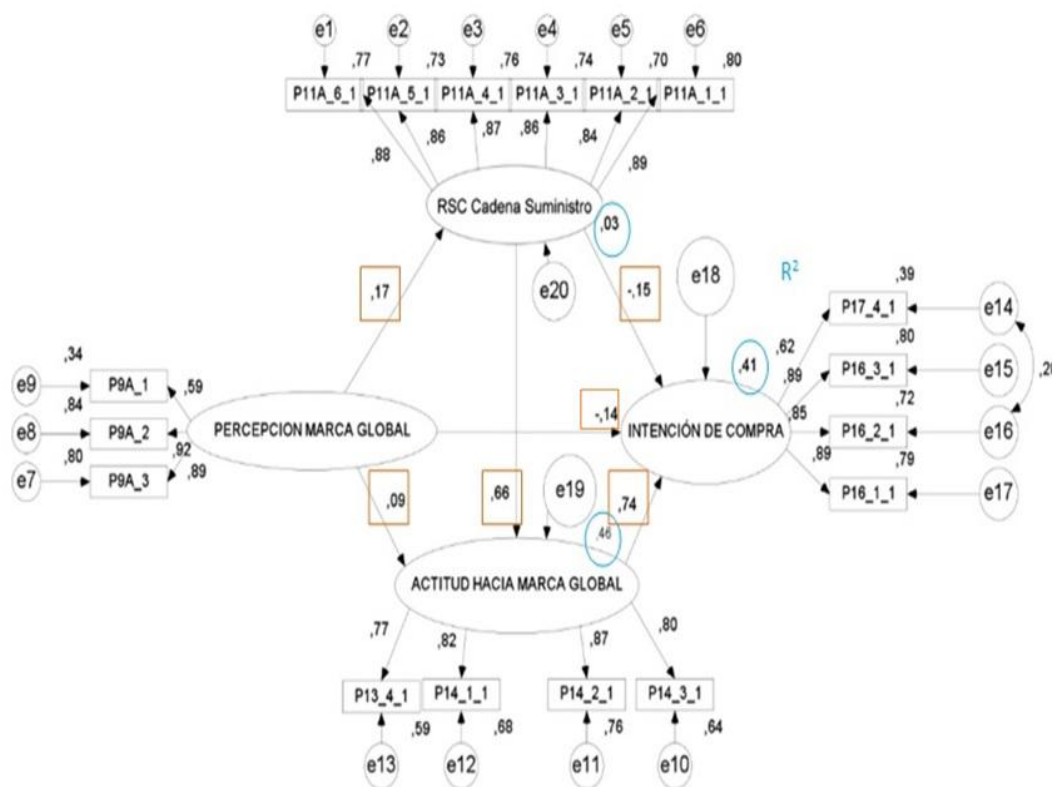 e1 e2 e3 e4 e5 e6
,77 ,73 ,76 ,74 ,70 ,80
P11A_6_1 P11A_5_1 P11A_4_1 P11A_3_1 P11A_2_1 P11A_1_1
,88 ,86 ,87 ,86 ,84 ,89
RSC Cadena Suministro
,03
e20
,17
-,15
e18
R²
,39
P17_4_1
e14
,62
,80
,89
P16_3_1
e15
,20
,41
,72
,85
P16_2_1
e16
,79
,89
P16_1_1
e17
,34
e9
P9A_1
,59
,84
e8
P9A_2
,92
,80
e7
P9A_3
,89
PERCEPCION MARCA GLOBAL
-,14
INTENCIÓN DE COMPRA
,09
,66
e19
,74
,46
ACTITUD HACIA MARCA GLOBAL
,77 ,82 ,87 ,80
P13_4_1 P14_1_1 P14_2_1 P14_3_1
,59 ,68 ,76 ,64
e13 e12 e11 e10